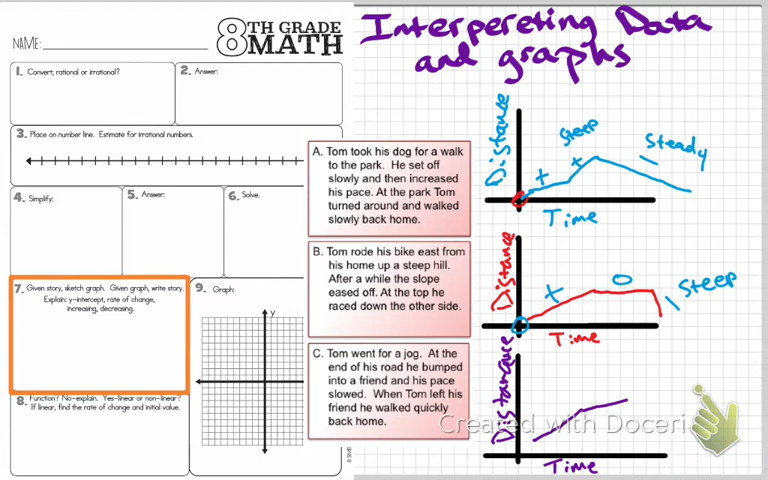 NAME:
8TH GRADE MATH
1. Convert; rational or irrational?
2. Answer:
3. Place on number line. Estimate for irrational numbers.
4. Simplify:
5. Answer:
6. Solve.
7. Given story, sketch graph. Given graph, write story.
Explain: y-intercept, rate of change,
increasing, decreasing.
8. Function? No-explain. Yes-linear or non-linear?
If linear, find the rate of change and initial value.
9. Graph:
y
A. Tom took his dog for a walk
to the park. He set off
slowly and then increased
his pace. At the park Tom
turned around and walked
slowly back home.
B. Tom rode his bike east from
his home up a steep hill.
After a while the slope
eased off. At the top he
raced down the other side.
C. Tom went for a jog. At the
end of his road he bumped
into a friend and his pace
slowed. When Tom left his
friend he walked quickly
back home.
Interpereting Data
and graphs
Distance
+
steep
+
Steady
Time
Distance
+
O
Steep
Time
Distanquce
Time
Created with Doceri